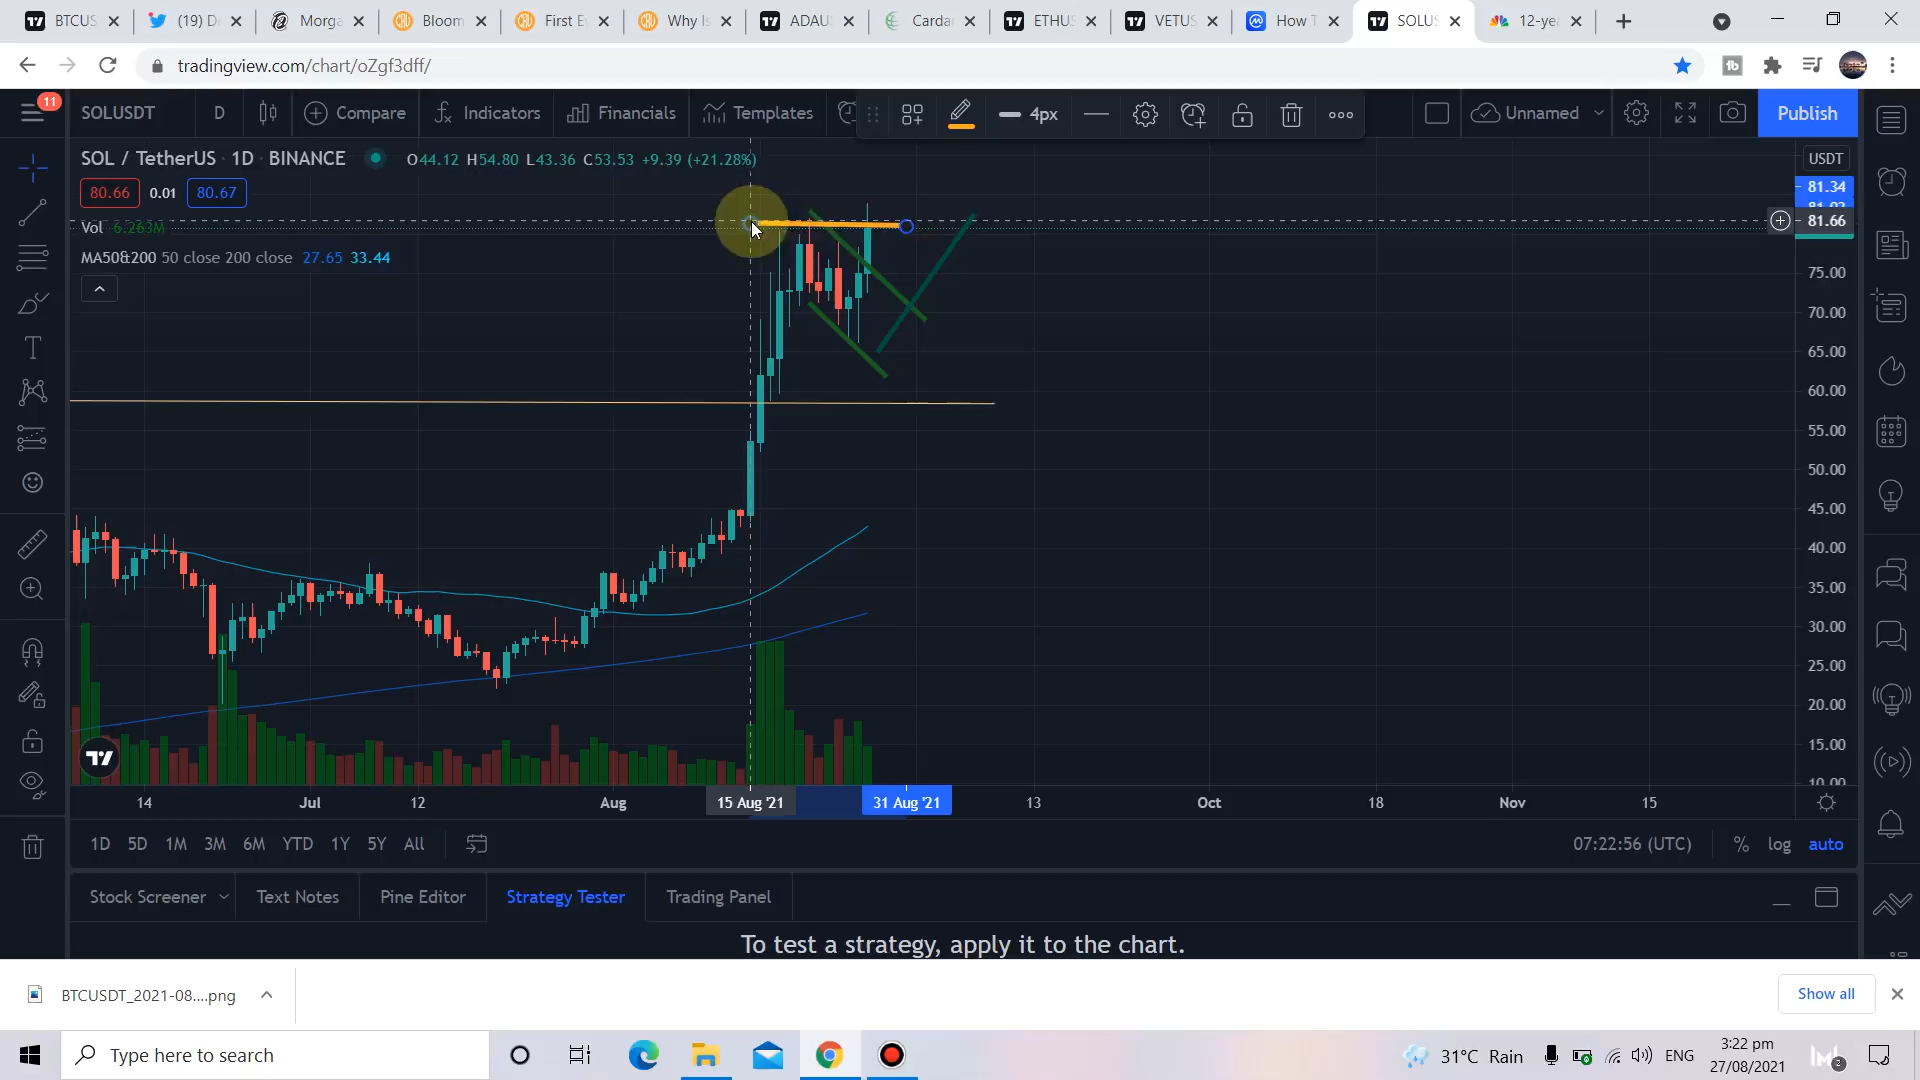 BTCUS
(19) D
Morga
Bloom
First E
Why I
ADAU
Carda
ETHUS
VETUS
How T
SOLUS
12-ye
tradingview.com/chart/oZgf3dff/
11
SOLUSDT D Compare Indicators Financials Templates 4px Unnamed Publish
SOL / TetherUS · 1D · BINANCE O44.12 H54.80 L43.36 C53.53 +9.39 (+21.28%)
USDT
80.66 0.01 80.67
81.34
81.66
Vol 6.263M
MA50&200 50 close 200 close 27.65 33.44
75.00
70.00
65.00
60.00
55.00
50.00
45.00
40.00
35.00
30.00
25.00
20.00
15.00
10.00
14 Jul 12 Aug 15 Aug '21 31 Aug '21 13 Oct 18 Nov 15
1D 5D 1M 3M 6M YTD 1Y 5Y All 07:22:56 (UTC) % log auto
Stock Screener Text Notes Pine Editor Strategy Tester Trading Panel
To test a strategy, apply it to the chart.
BTCUSDT_2021-08....png Show all
Type here to search 31°C Rain ENG 3:22 pm
27/08/2021
2